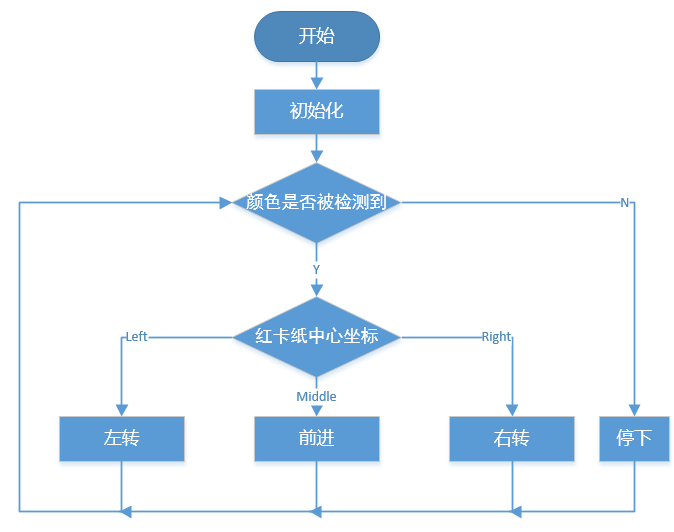 开始
初始化
颜色是否被检测到
N
Y
红卡纸中心坐标
Left
Right
Middle
左转
前进
右转
停下